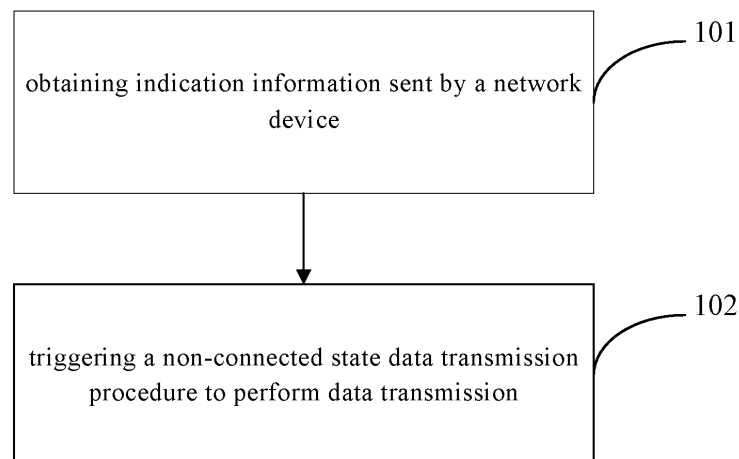 101
obtaining indication information sent by a network
device
102
triggering a non-connected state data transmission
procedure to perform data transmission